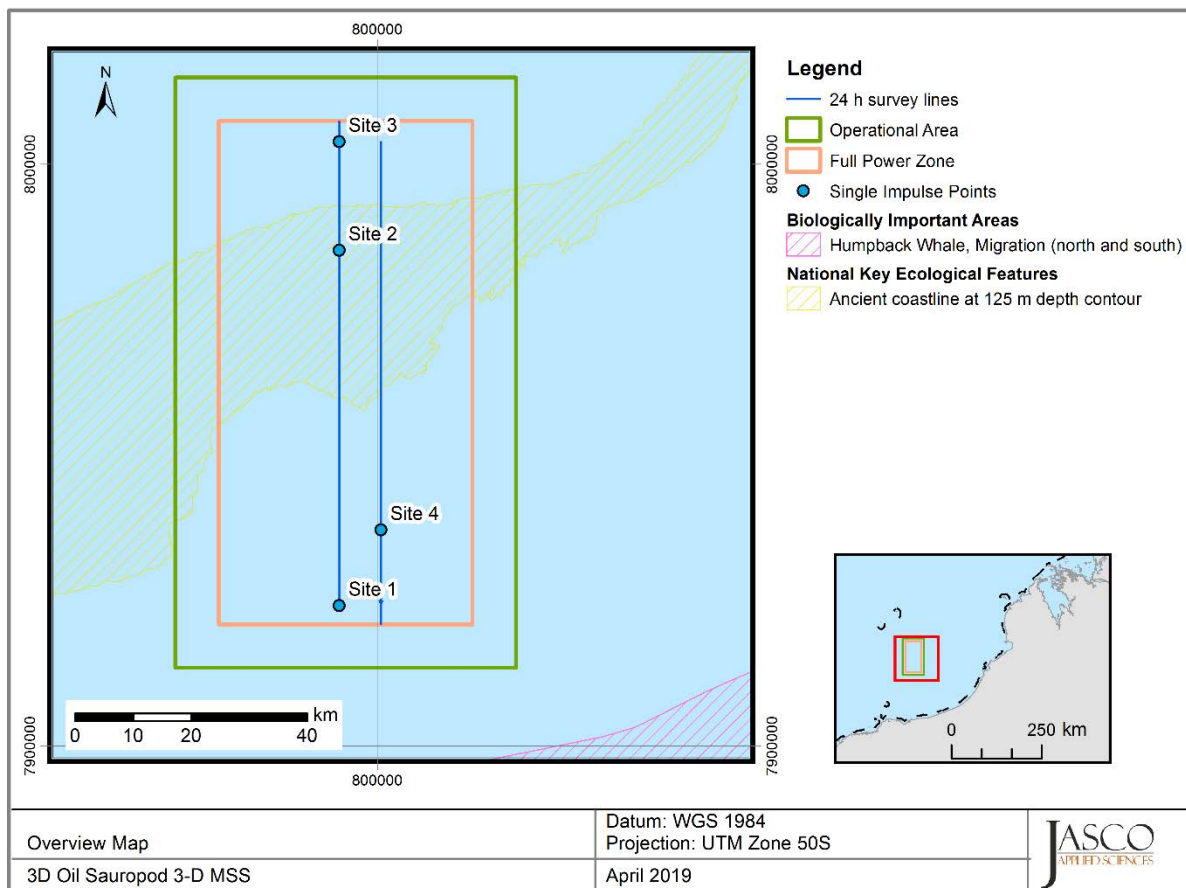 800000
N
8000000
8000000
Site 3
Site 2
Site 4
Site 1
km
0 10 20 40
7900000
7900000
800000
Legend
24 h survey lines
Operational Area
Full Power Zone
Single Impulse Points
Biologically Important Areas
Humpback Whale, Migration (north and south)
National Key Ecological Features
Ancient coastline at 125 m depth contour
0 250 km
Overview Map
Datum: WGS 1984
Projection: UTM Zone 50S
3D Oil Sauropod 3-D MSS
April 2019
JASCO
APPLIED SCIENCES